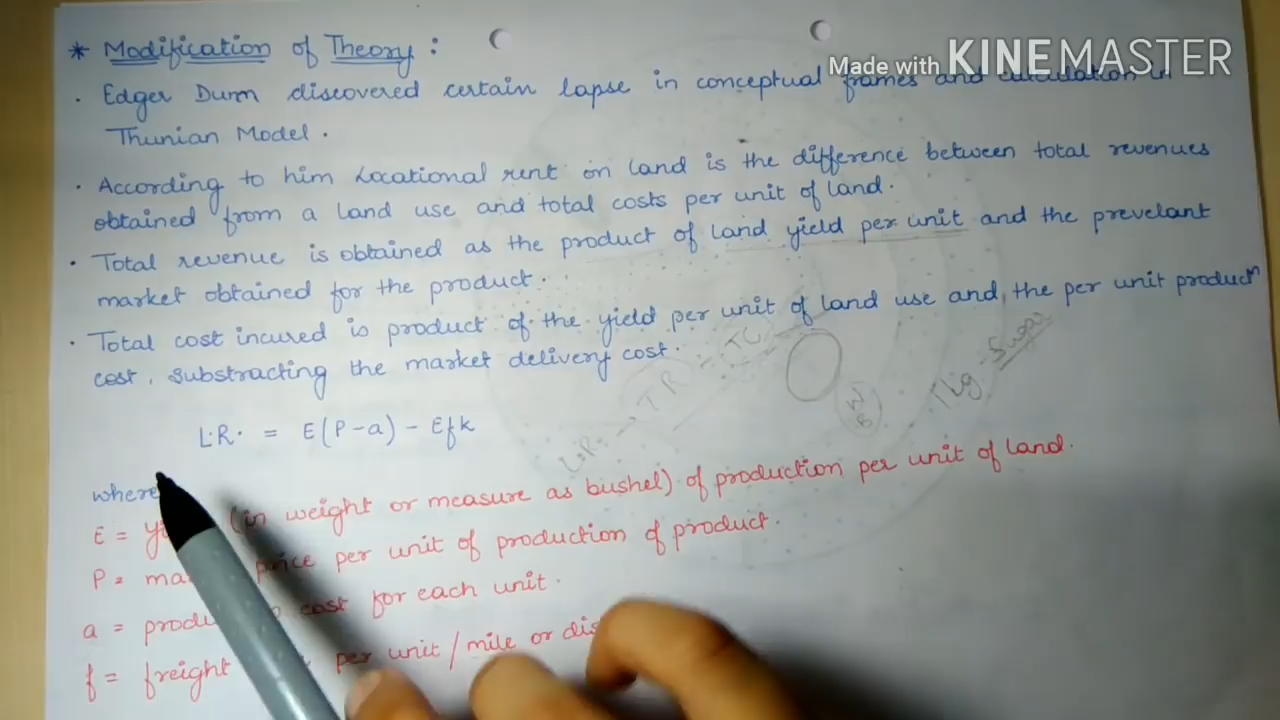 Made with KINEMASTER
* Modification of Theory :
. Edger Dunn discovered certain lapse in conceptual frames and calculation in
Thunian Model .
. According to him Locational rent on land is the difference between total revenues
obtained from a land use and total costs per unit of land.
. Total revenue is obtained as the product of land yield per unit and the prevelant
market obtained for the product .
. Total cost incured is product of the yield per unit of land use and, the per unit productn
cost, substracting the market delivery cost.
L.R. = E(P-a) - Efk
L.R. → TR - TC
W
B
where
E = (in weight or measure as bushel) of production per unit of land.
P = price per unit of production of product.
a = cost for each unit .
f = freight per unit / mile or